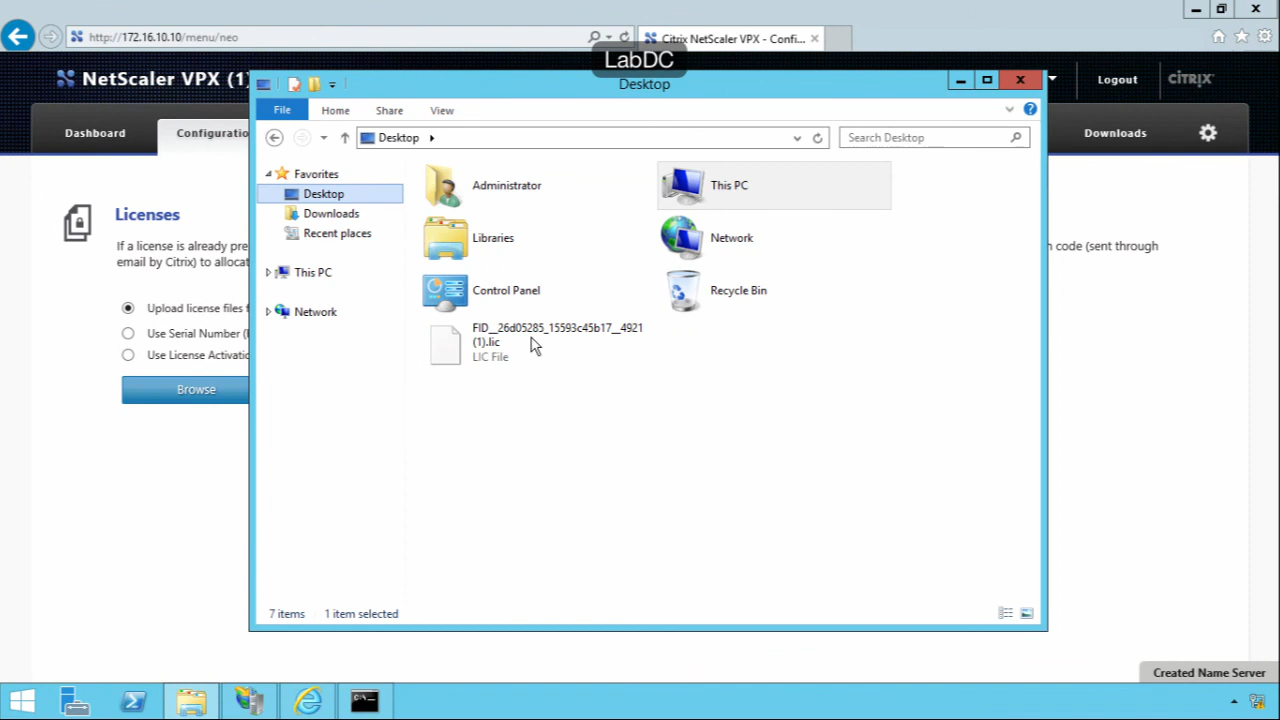 http://172.16.10.10/menu/neo
Citrix NetScaler VPX - Confi...
LabDC
NetScaler VPX (1)
Logout
CİTRIX
Desktop
File
Home
Share
View
Dashboard
Configuratio
Downloads
Desktop
Search Desktop
Favorites
Desktop
Downloads
Recent places
This PC
Network
Administrator
This PC
Libraries
Network
Control Panel
Recycle Bin
FID__26d05285_15593c45b17__4921
(1).lic
LIC File
Licenses
If a license is already pre
n code (sent through
email by Citrix) to allocat
Upload license files f
Use Serial Number (
Use License Activati
Browse
7 items
1 item selected
Created Name Server